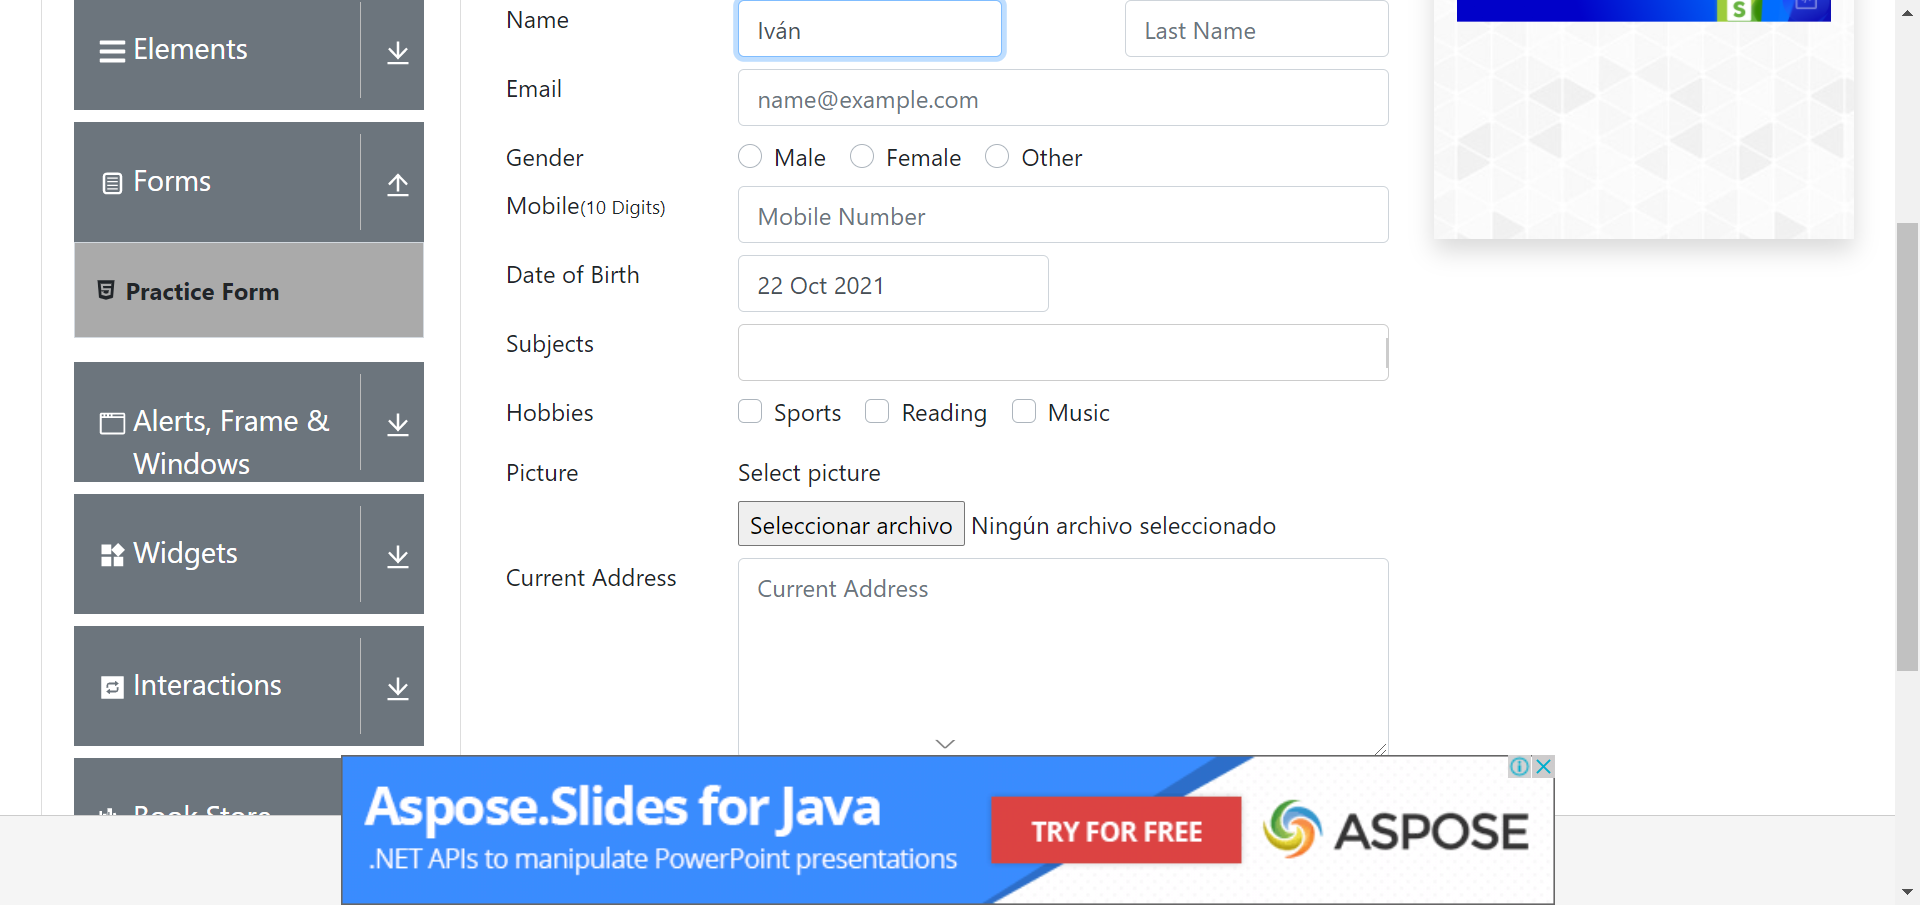 Elements
Forms
Practice Form
Alerts, Frame &
Windows
Widgets
Interactions
Book Store
Name
Iván
Last Name
Email
name@example.com
Gender
Male
Female
Other
Mobile(10 Digits)
Mobile Number
Date of Birth
22 Oct 2021
Subjects
Hobbies
Sports
Reading
Music
Picture
Select picture
Seleccionar archivo
Ningún archivo seleccionado
Current Address
Current Address
S
Aspose.Slides for Java
.NET APIs to manipulate PowerPoint presentations
TRY FOR FREE
ASPOSE